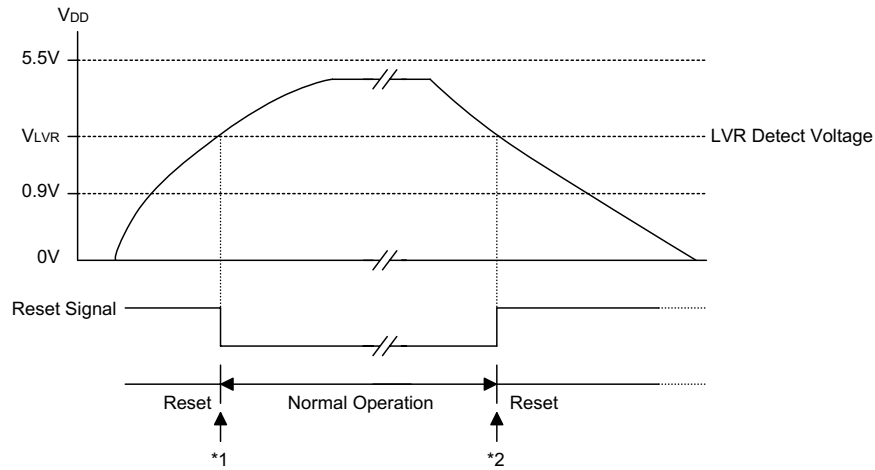 VDD
5.5V
VLVR
LVR Detect Voltage
0.9V
0V
Reset Signal
Reset Normal Operation Reset
*1 *2